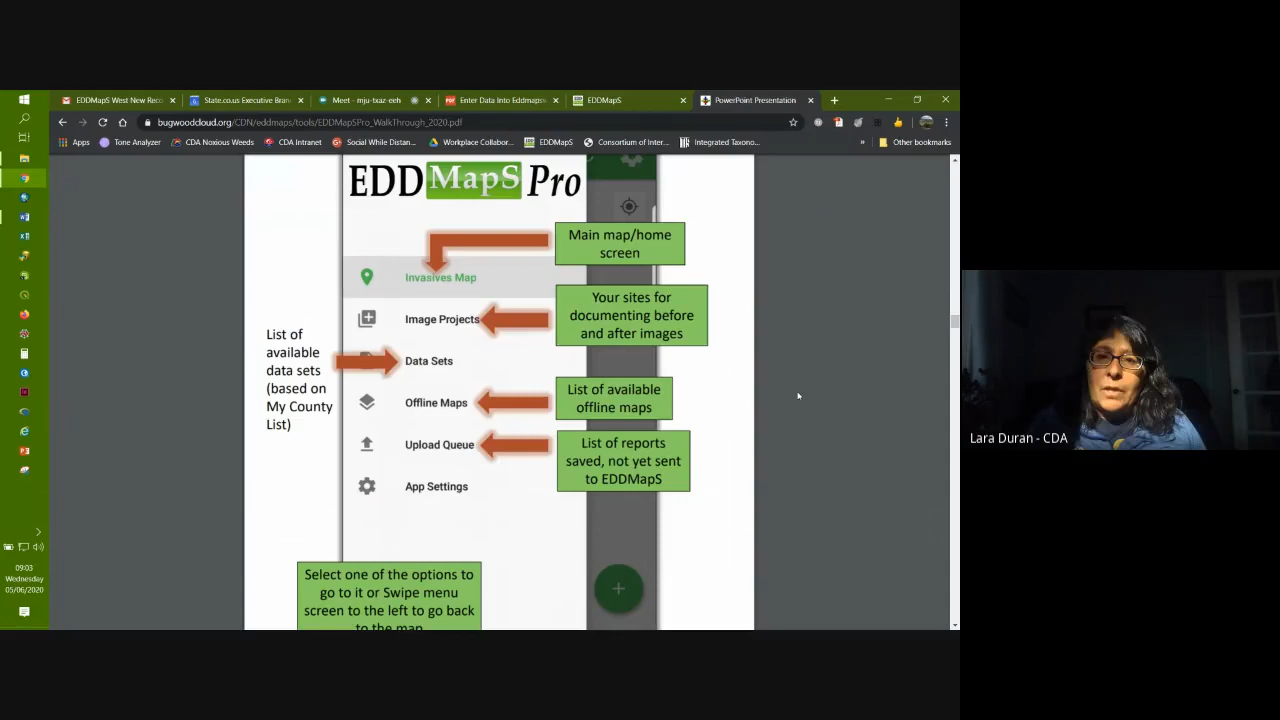 EDDMapS West New Reco
State.co.us Executive Bran
Meet - mju-txaz-eeh
Enter Data Into Eddmaps
EDDMapS
PowerPoint Presentation
bugwoodcloud.org/CDN/eddmaps/tools/EDDMapSPro_WalkThrough_2020.pdf
Apps
Tone Analyzer
CDA Noxious Weeds
CDA Intranet
Social While Distan...
Workplace Collabor...
EDDMapS
Consortium of Inter...
Integrated Taxono...
Other bookmarks
EDDMapS Pro
Main map/home
screen
Invasives Map
Your sites for
documenting before
and after images
Image Projects
List of
available
data sets
(based on
My County
List)
Data Sets
List of available
offline maps
Offline Maps
List of reports
saved, not yet sent
to EDDMapS
Upload Queue
App Settings
Select one of the options to
go to it or Swipe menu
screen to the left to go back
to the map
Lara Duran - CDA
09:03
Wednesday
05/06/2020